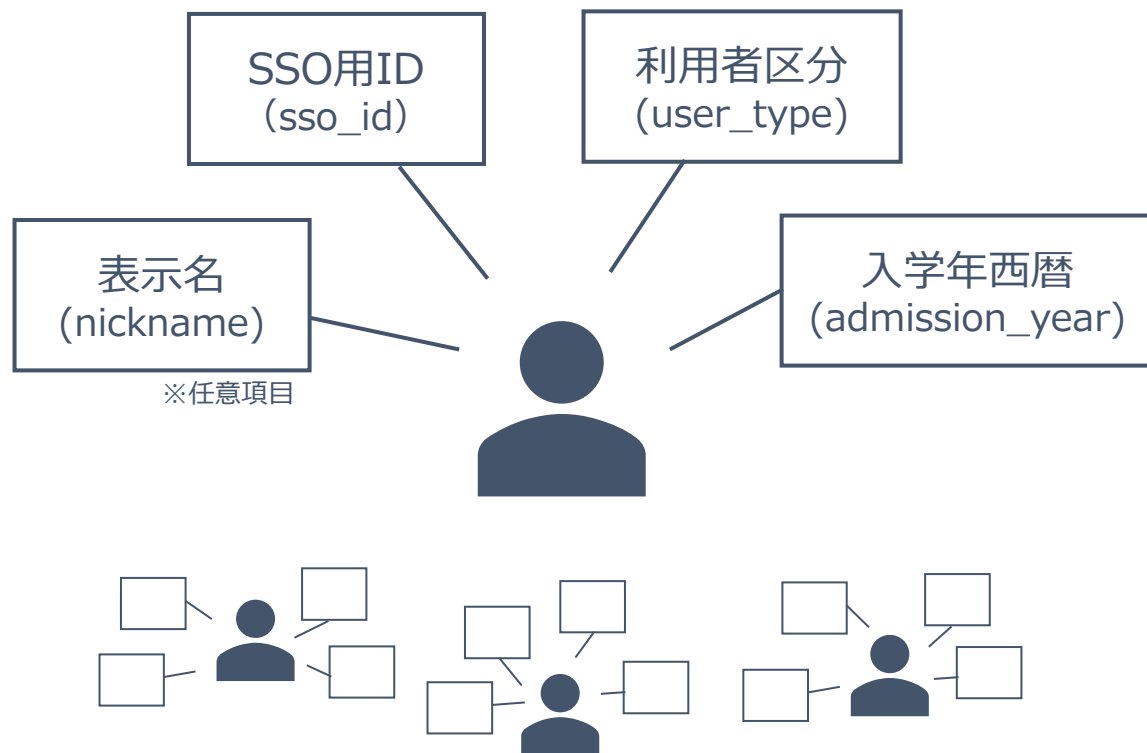 SSO用ID
（sso_id）
利用者区分
(user_type)
表示名
(nickname)
※任意項目
入学年西暦
(admission_year)